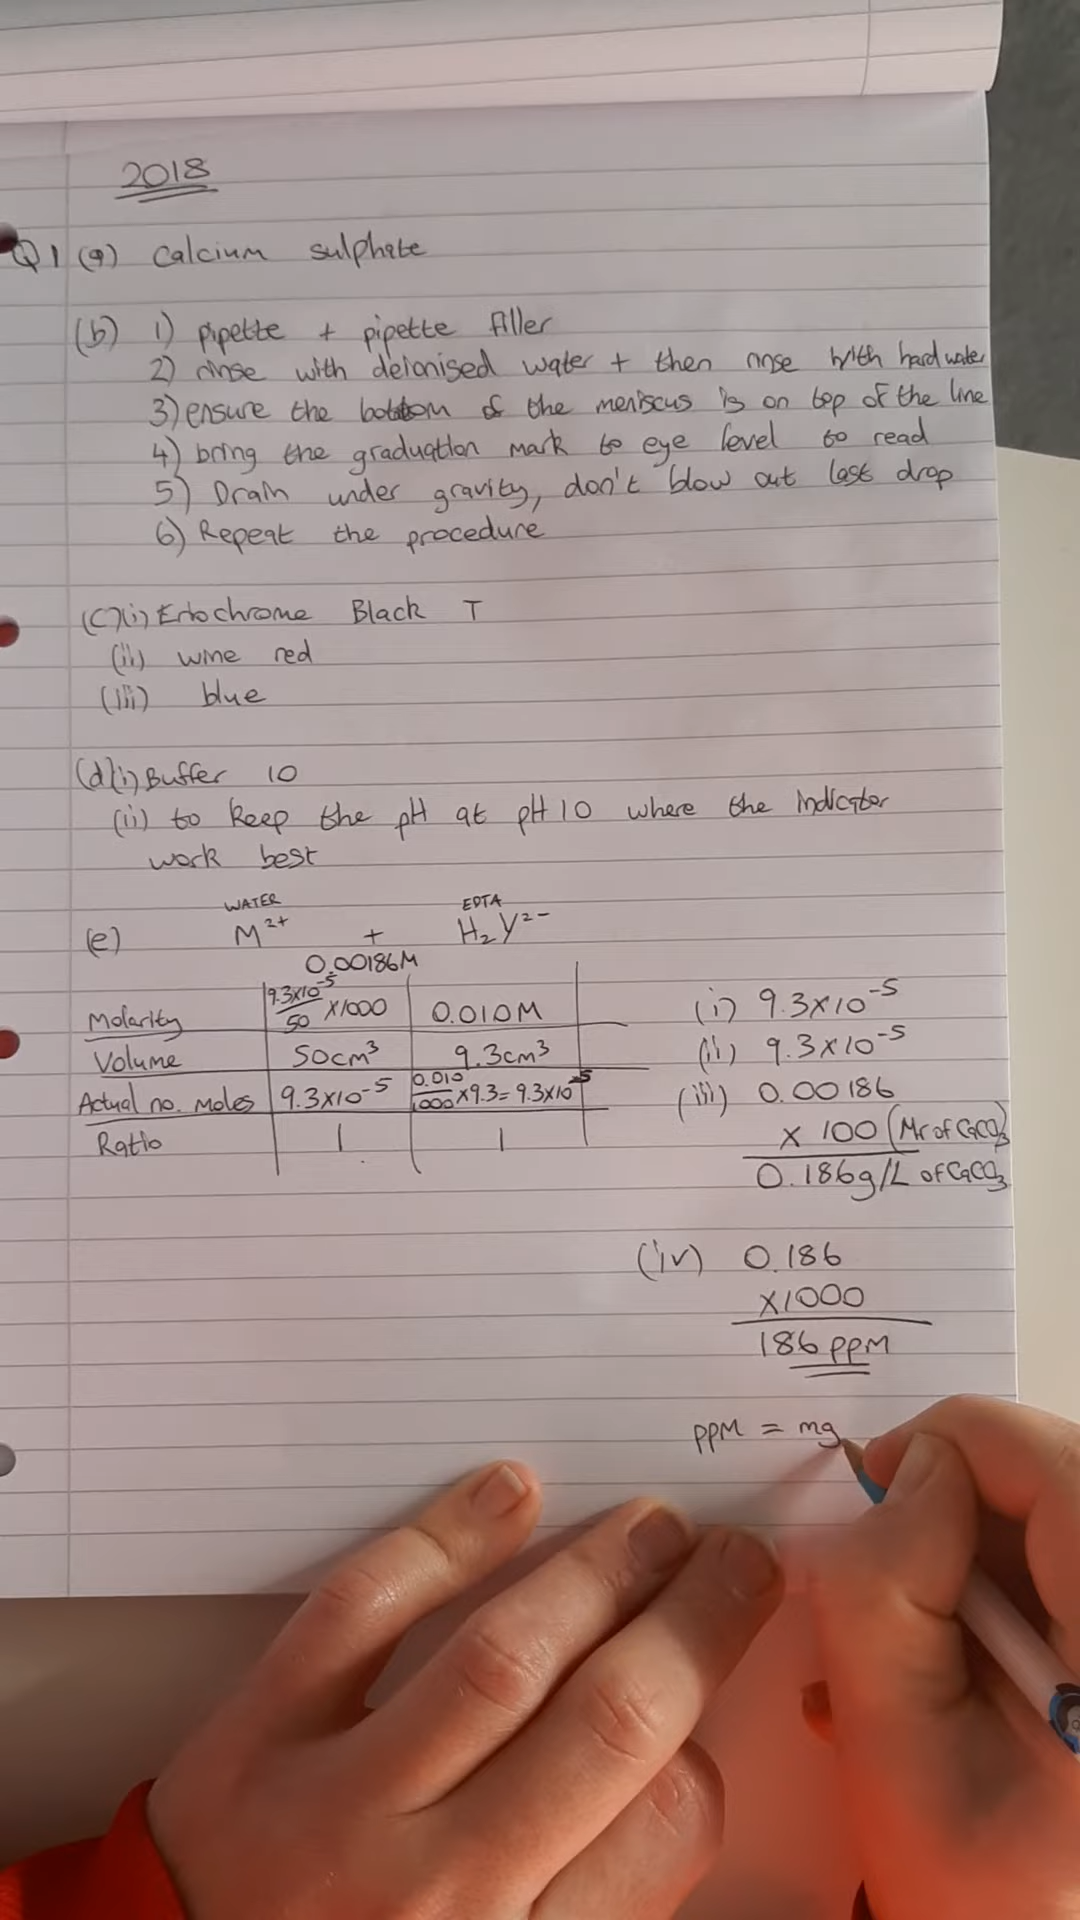 2018
Q1 (a) Calcium sulphate
(b) 1) pipette + pipette filler
2) rinse with deionised water + then rinse with hard water
3) ensure the bottom of the meniscus is on top of the line
4) bring the graduation mark to eye level to read
5) Drain under gravity, don't blow out last drop
6) Repeat the procedure
(c)(i) Eriochrome Black T
(ii) wine red
(iii) blue
(d)(i) Buffer 10
(ii) to keep the pH at pH 10 where the indicator
work best
WATER EDTA
(e) M²⁺ + H₂Y²⁻
0.00186M
Molarity 9.3x10⁻⁵/50 x1000 0.010M
Volume 50cm³ 9.3cm³
Actual no. moles 9.3x10⁻⁵ 0.010/1000 x9.3= 9.3x10⁻⁵
Ratio 1 1
(i) 9.3x10⁻⁵
(ii) 9.3x10⁻⁵
(iii) 0.00186
x 100 (Mr of CaCO₃)
0.186g/L of CaCO₃
(iv) 0.186
x1000
186 ppm
PPM = mg